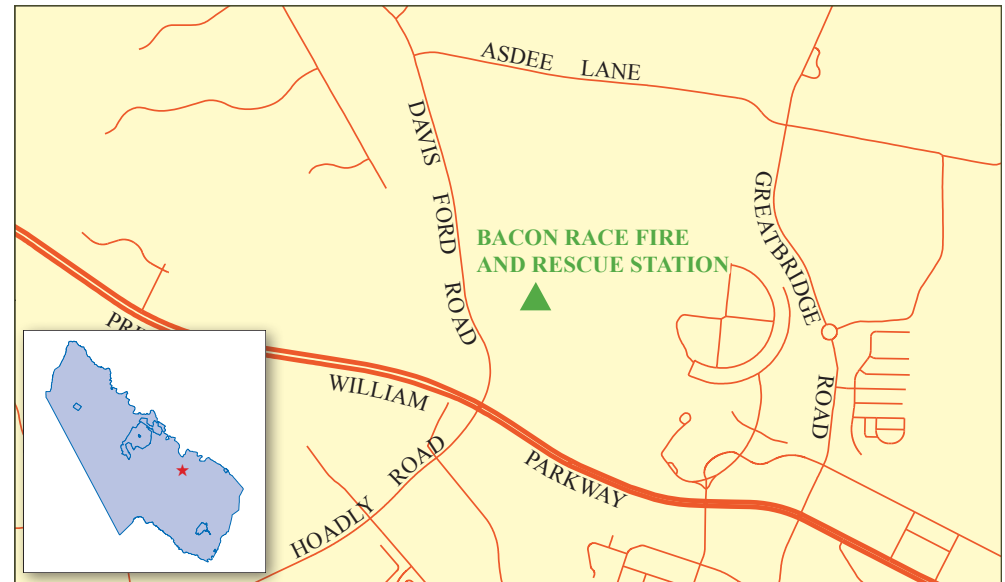 ASDEE LANE
DAVIS FORD ROAD
GREATBRIDGE ROAD
BACON RACE FIRE
AND RESCUE STATION
WILLIAM PARKWAY
HOADLY ROAD